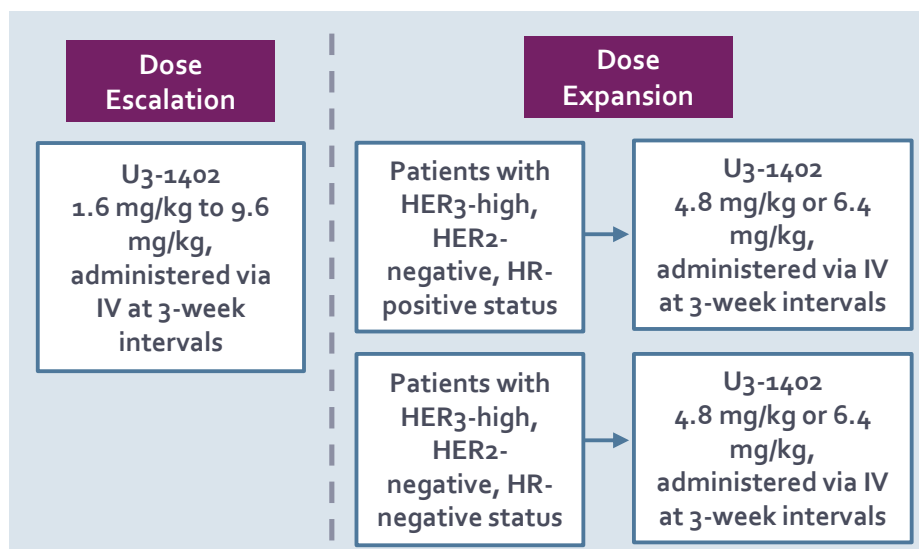 Dose
Escalation
U3-1402
1.6 mg/kg to 9.6
mg/kg,
administered via
IV at 3-week
intervals
Dose
Expansion
Patients with
HER3-high,
HER2-
negative, HR-
positive status
U3-1402
4.8 mg/kg or 6.4
mg/kg,
administered via IV
at 3-week intervals
Patients with
HER3-high,
HER2-
negative, HR-
negative status
U3-1402
4.8 mg/kg or 6.4
mg/kg,
administered via IV
at 3-week intervals